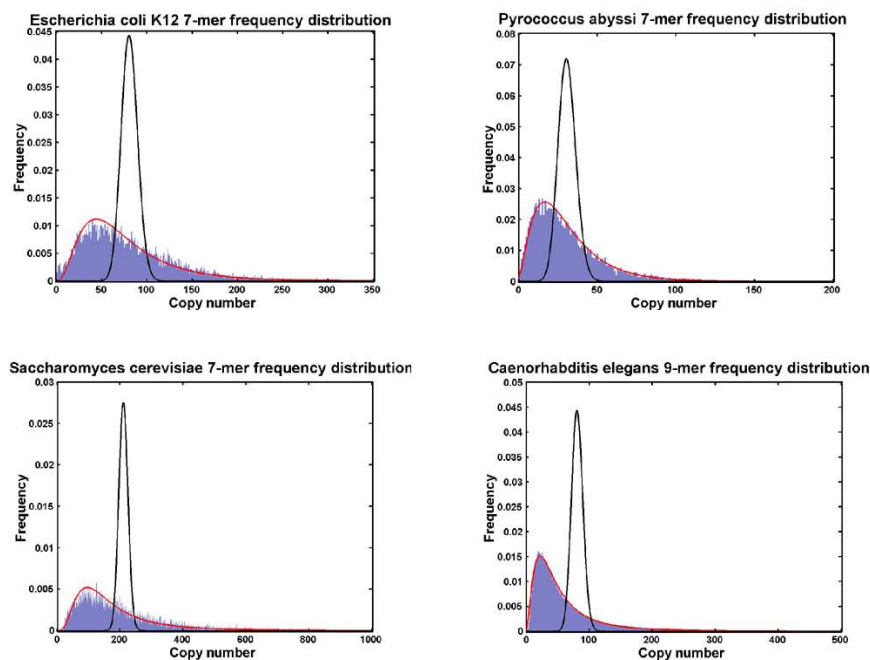 Escherichia coli K12 7-mer frequency distribution
0.045
0.04
0.035
0.03
0.025
0.02
0.015
0.01
0.005
0
Frequency
0 50 100 150 200 250 300 350
Copy number
Pyrococcus abyssi 7-mer frequency distribution
0.08
0.07
0.06
0.05
0.04
0.03
0.02
0.01
0
Frequency
0 50 100 150 200
Copy number
Saccharomyces cerevisiae 7-mer frequency distribution
0.03
0.025
0.02
0.015
0.01
0.005
0
Frequency
0 200 400 600 800 1000
Copy number
Caenorhabditis elegans 9-mer frequency distribution
0.05
0.045
0.04
0.035
0.03
0.025
0.02
0.015
0.01
0.005
0
Frequency
0 100 200 300 400 500
Copy number